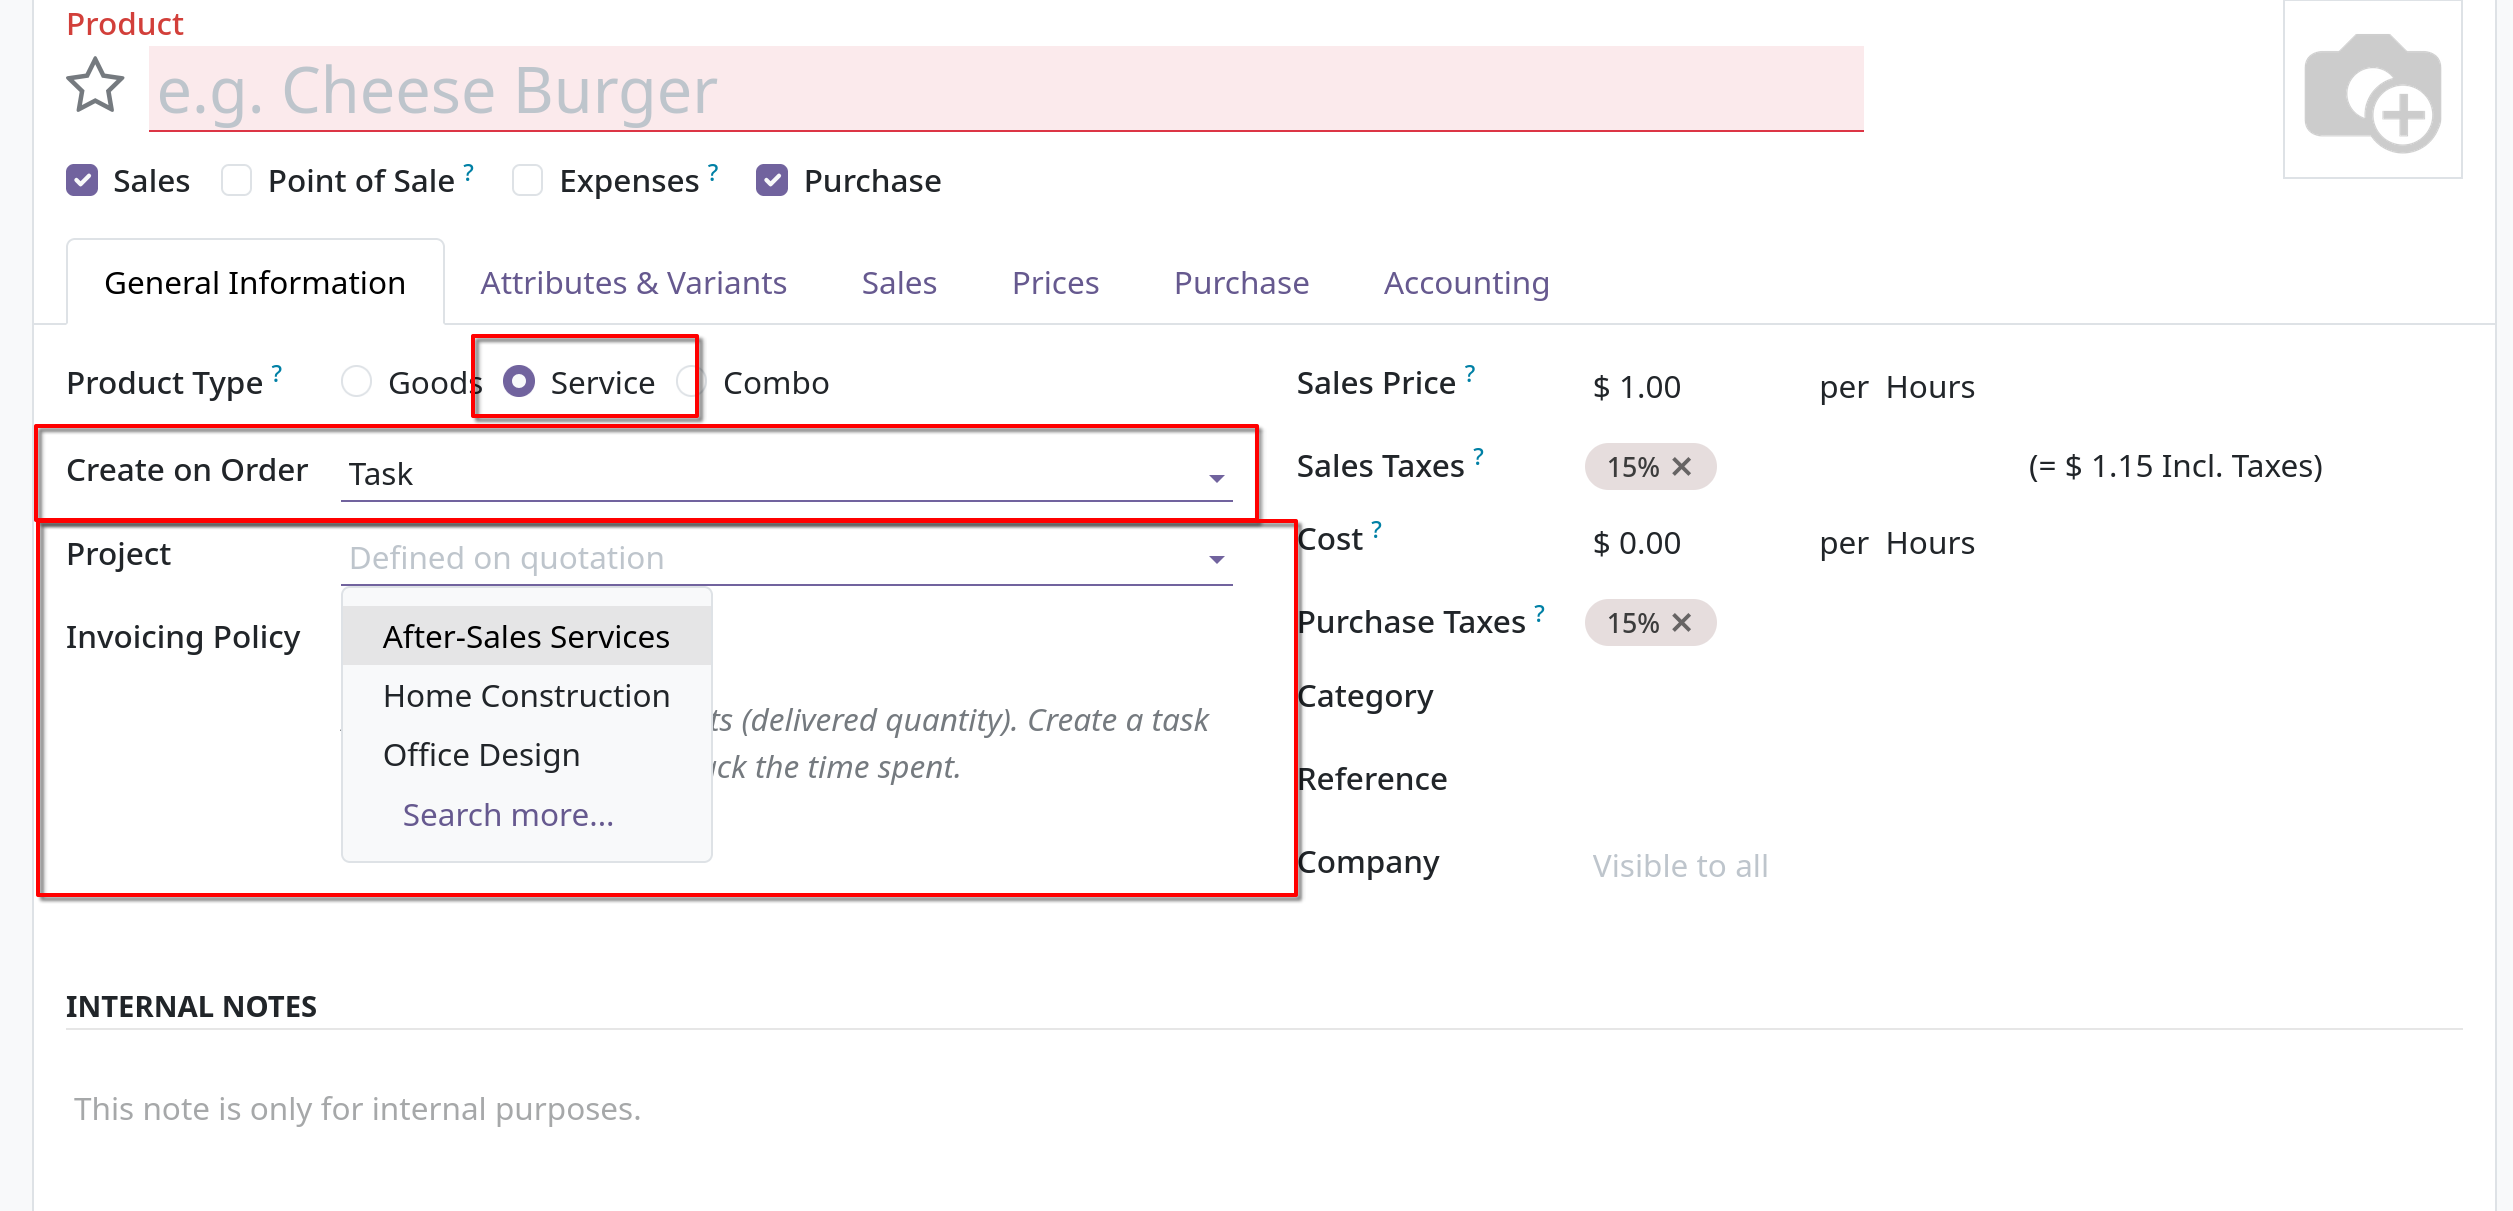 Product
e.g. Cheese Burger
Sales Point of Sale ? Expenses ? Purchase
General Information Attributes & Variants Sales Prices Purchase Accounting
Product Type ? Goods Service Combo
Create on Order Task
Project Defined on quotation
After-Sales Services
Invoicing Policy
Home Construction
(delivered quantity). Create a task
Office Design
the time spent.
Search more...
Sales Price ? $ 1.00 per Hours
Sales Taxes ? 15% (= $ 1.15 Incl. Taxes)
Cost ? $ 0.00 per Hours
Purchase Taxes ? 15%
Category
Reference
Company Visible to all
INTERNAL NOTES
This note is only for internal purposes.